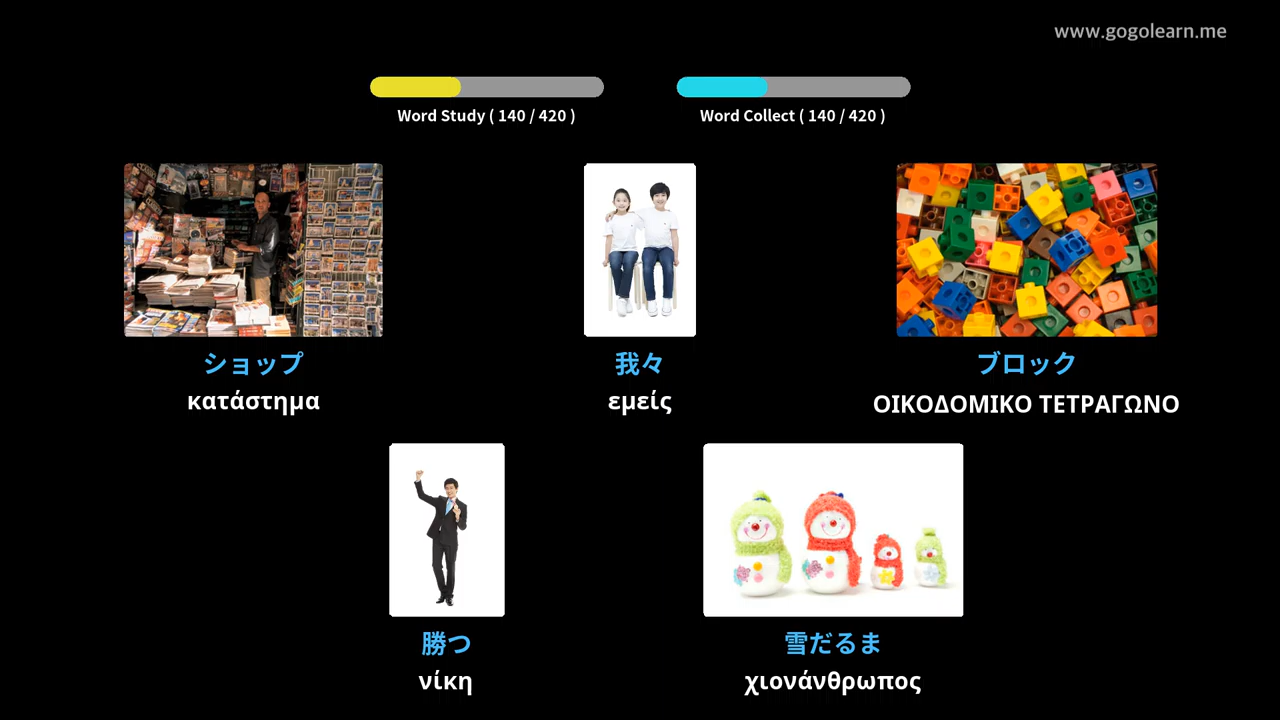 www.gogolearn.me
Word Study ( 140 / 420 )
Word Collect ( 140 / 420 )
ショップ
κατάστημα
我々
εμείς
ブロック
ΟΙΚΟΔΟΜΙΚΟ ΤΕΤΡΑΓΩΝΟ
勝つ
νίκη
雪だるま
χιονάνθρωπος